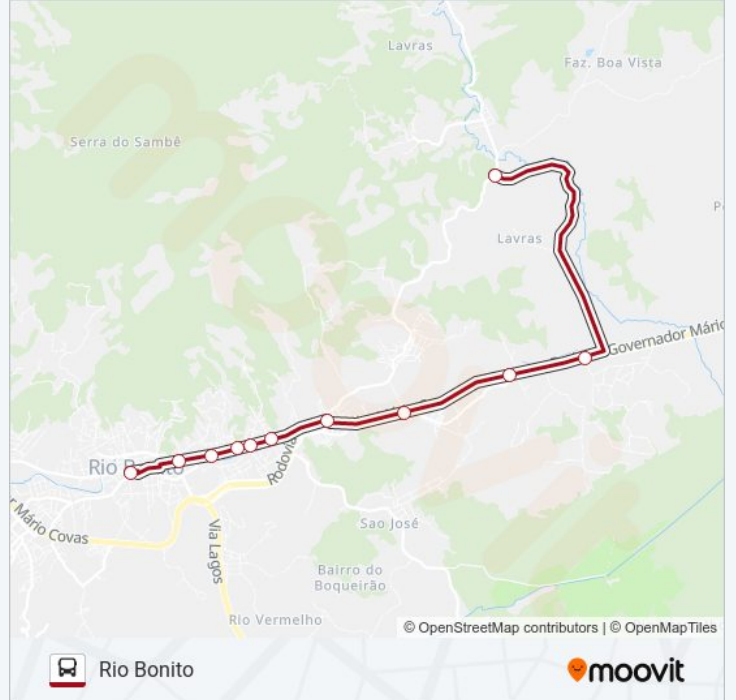 Lavras
Faz. Boa Vista
Serra do Sambê
P
Lavras
Governador Mário
Rio Bonito
Rodovia
r Mário Covas
Via Lagos
Sao José
Bairro do
Boqueirão
Rio Vermelho
© OpenStreetMap contributors | © OpenMapTiles
Rio Bonito
moovit